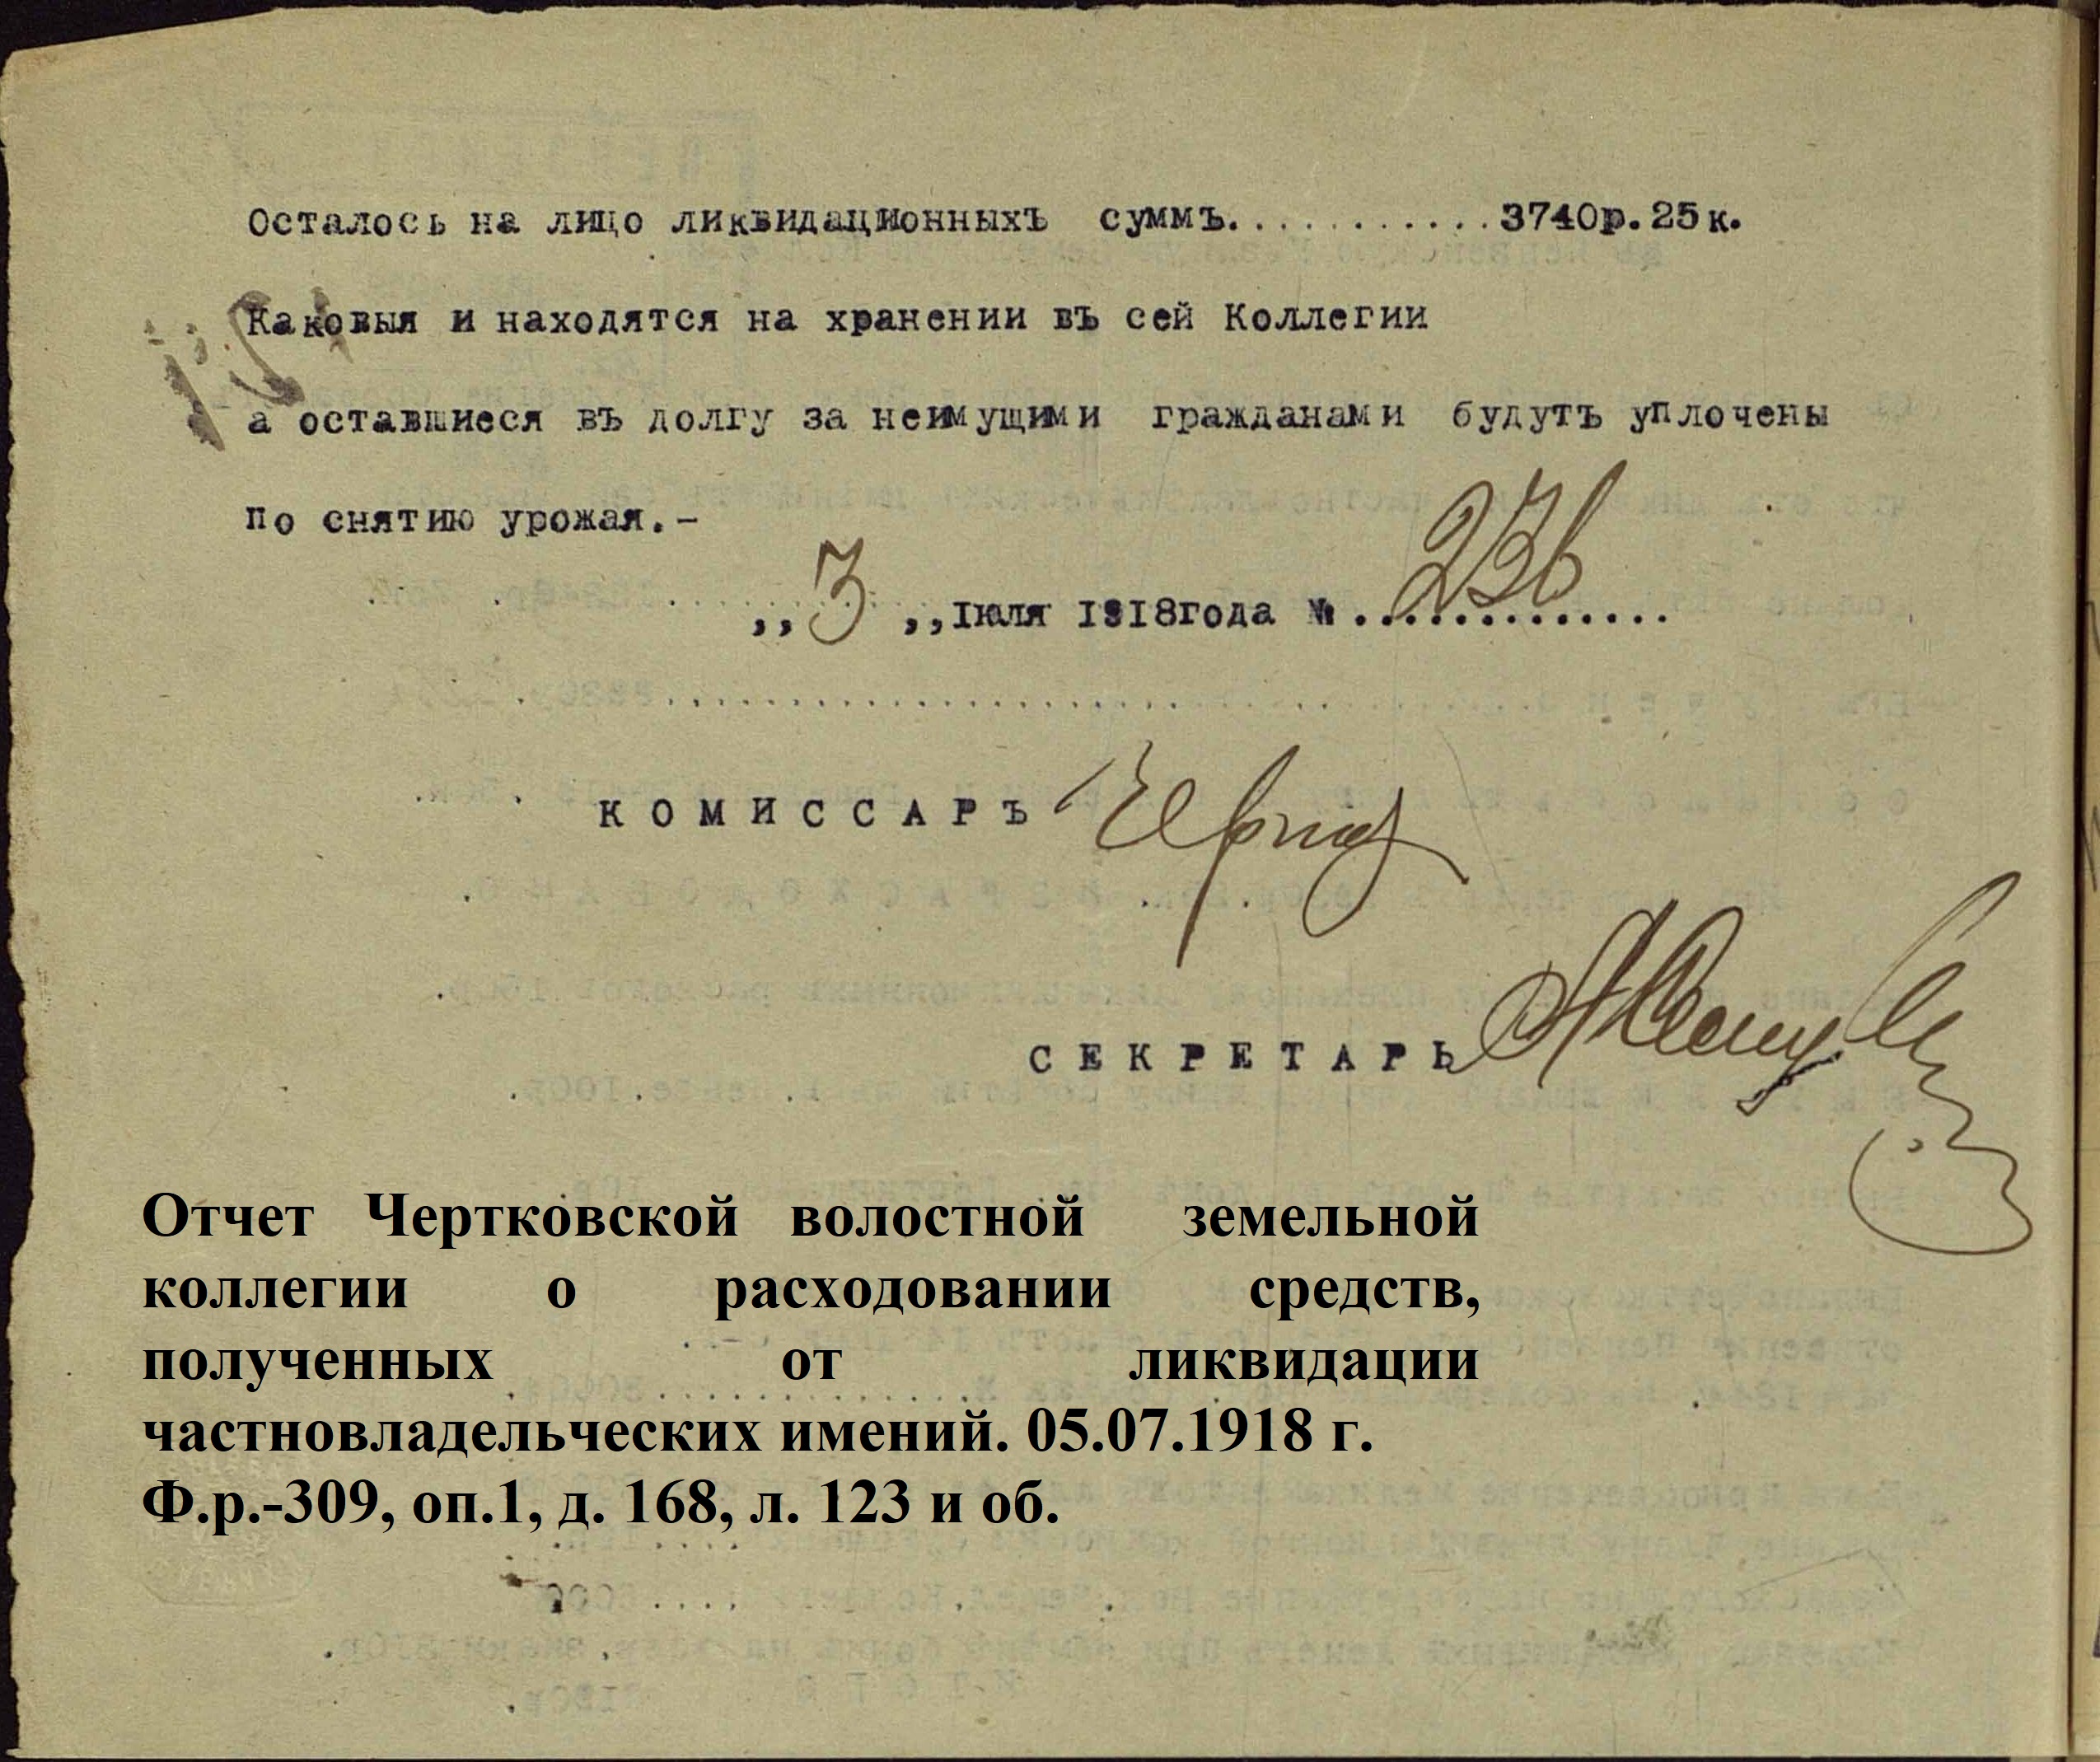 Осталось на лицо ликвидаціонныхъ суммъ............3740р.25к.
Каковыя и находятся на хранении въ сей Коллегии
а оставшиеся въ долгу за неимущими гражданами будутъ уплочены
по снятию урожая.-
,,3 ,,Iюля 1918года № 236
КОМИССАРЪ
СЕКРЕТАРЬ
Отчет Чертковской волостной земельной
коллегии о расходовании средств,
полученных от ликвидации
частновладельческих имений. 05.07.1918 г.
Ф.р.-309, оп.1, д. 168, л. 123 и об.